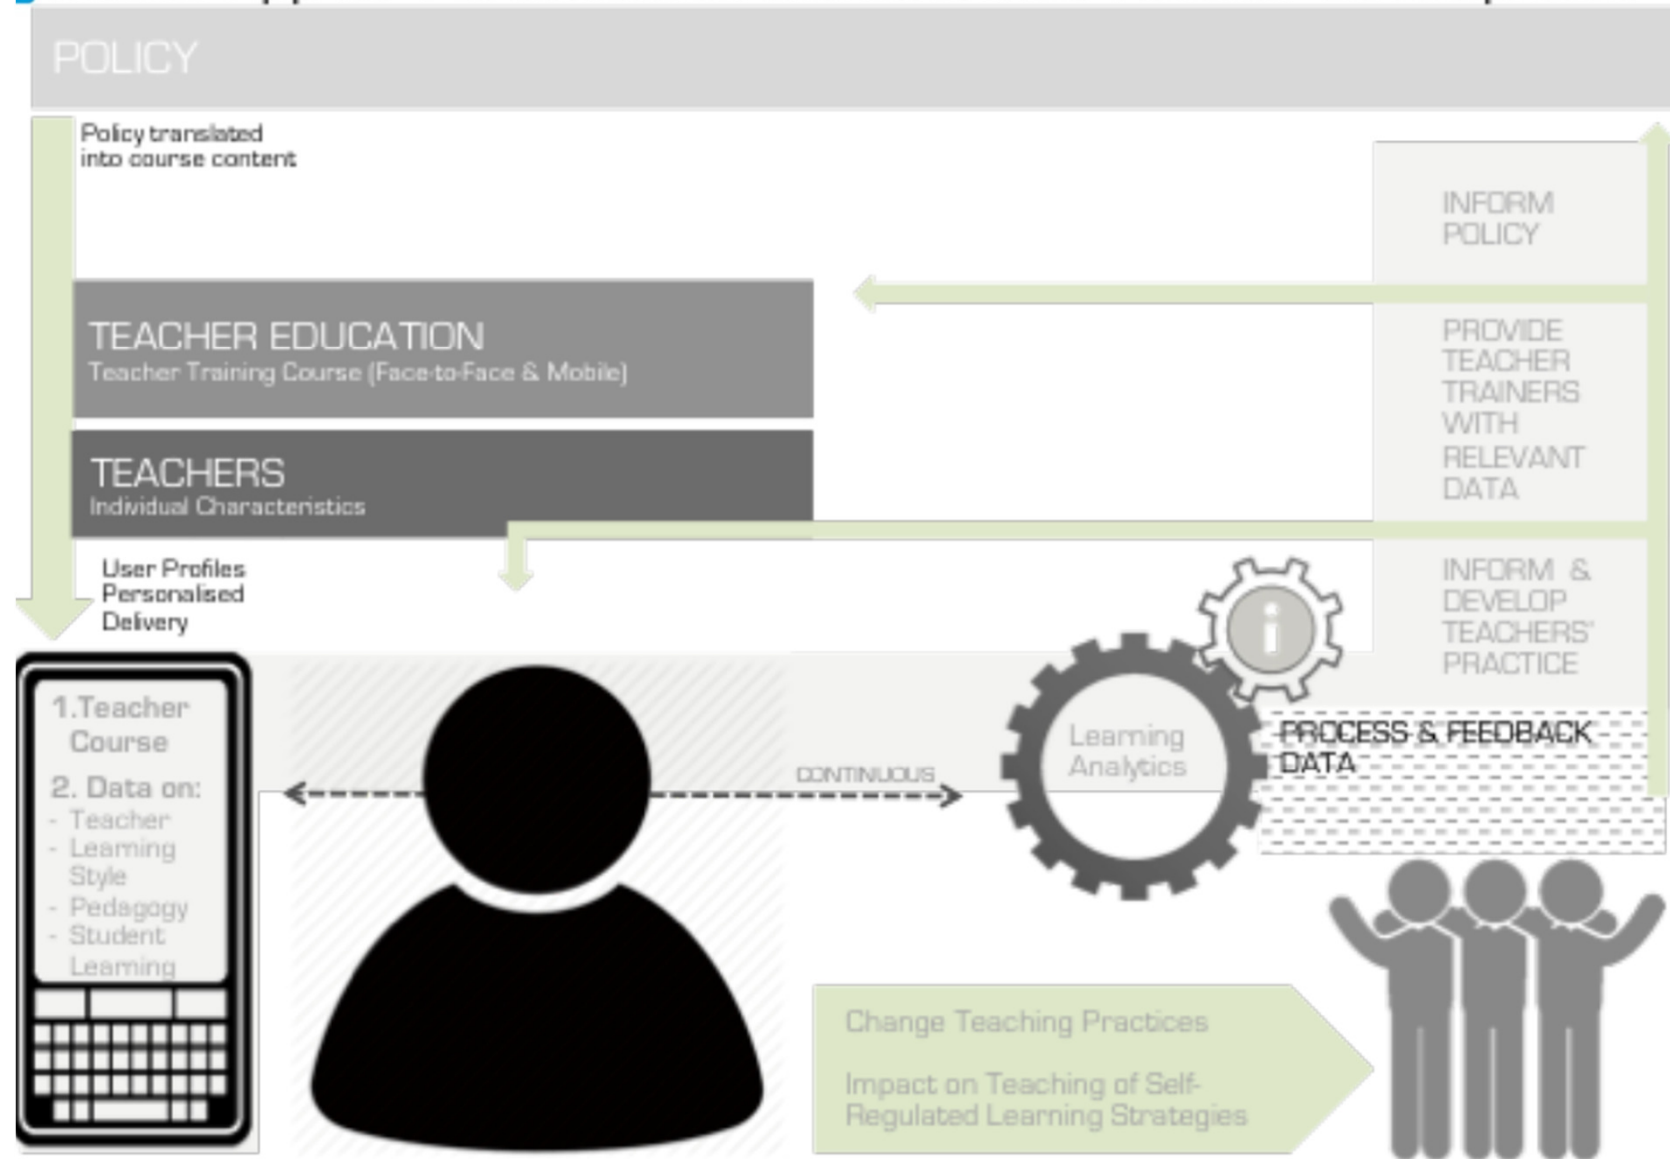 POLICY
Policy translated
into course content
INFORM
POLICY
TEACHER EDUCATION
Teacher Training Course (Face-to-Face & Mobile)
PROVIDE
TEACHER
TRAINERS
WITH
RELEVANT
DATA
TEACHERS
Individual Characteristics
User Profiles
Personalised
Delivery
INFORM &
DEVELOP
TEACHERS'
PRACTICE
i
1.Teacher
Course
2. Data on:
- Teacher
- Learning
Style
- Pedagogy
- Student
Learning
CONTINUOUS
Learning
Analytics
PROCESS & FEEDBACK
DATA
Change Teaching Practices
Impact on Teaching of Self-
Regulated Learning Strategies